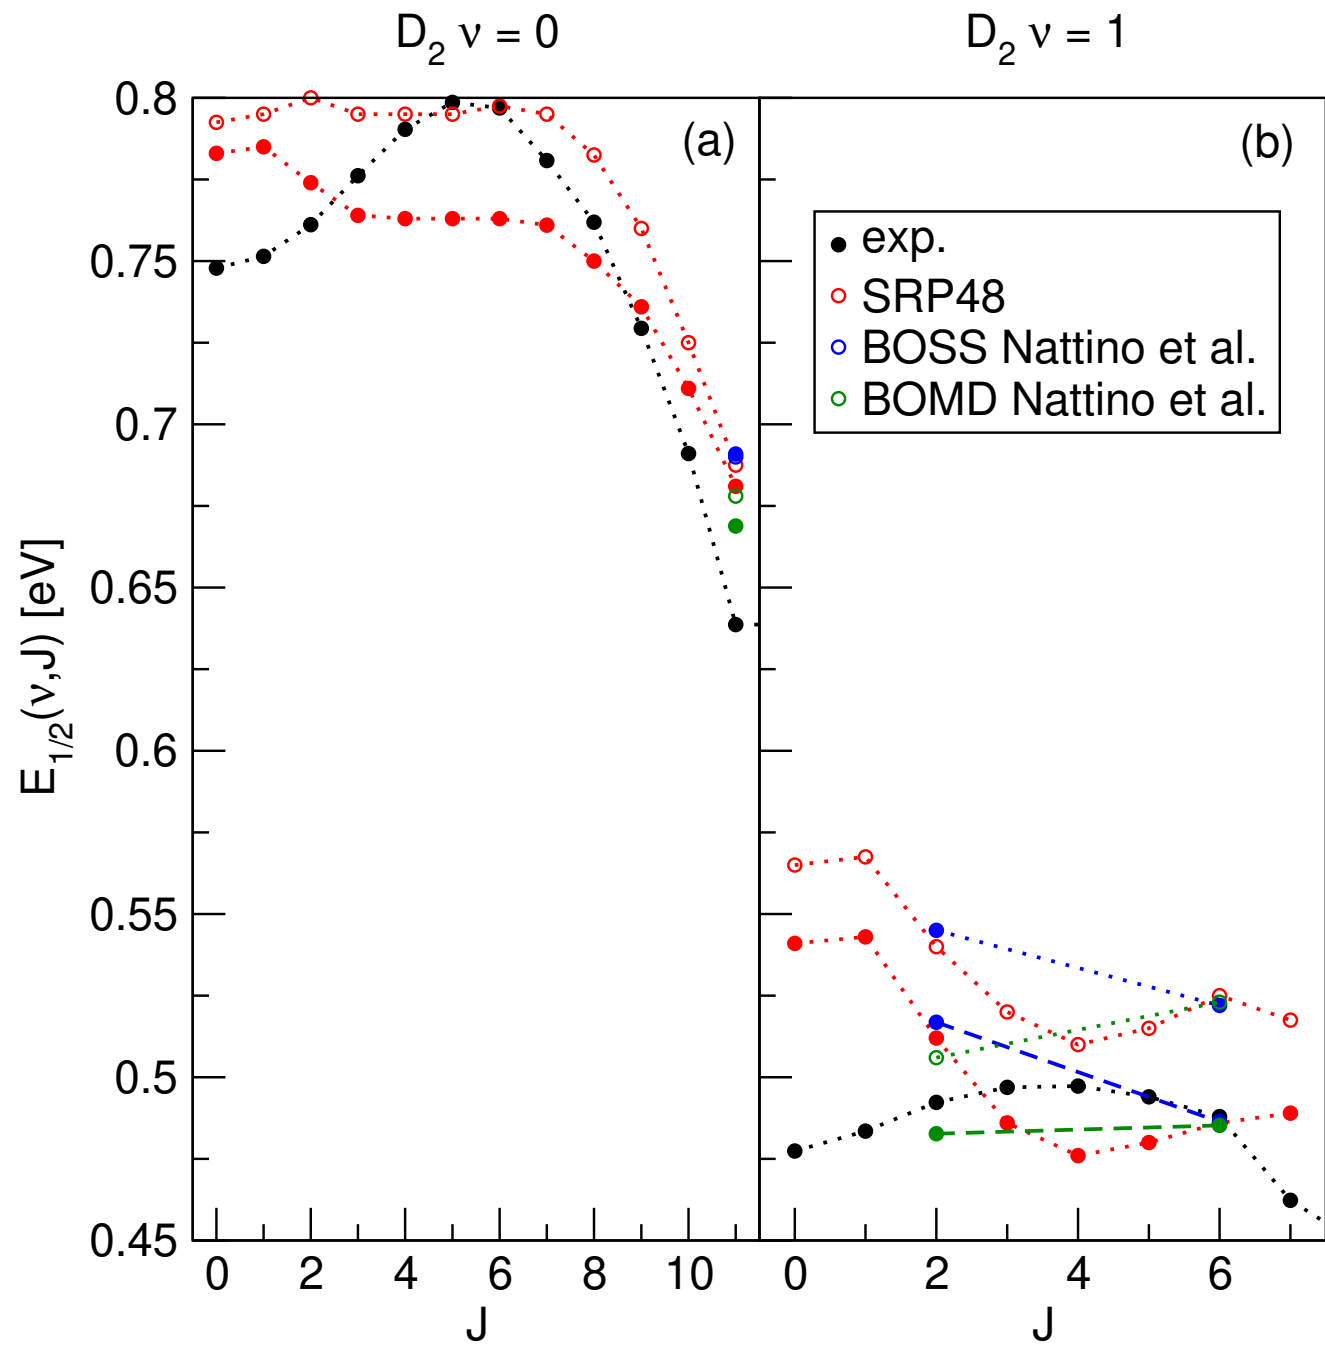 D₂ ν = 0
D₂ ν = 1
0.8
0.75
0.7
0.65
0.6
0.55
0.5
0.45
E₁/₂(ν,J) [eV]
(a)
(b)
exp.
SRP48
BOSS Nattino et al.
BOMD Nattino et al.
0 2 4 6 8 10
0 2 4 6
J
J